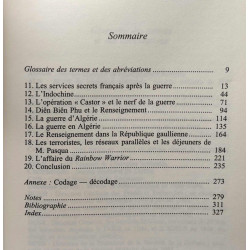 Sommaire
Glossaire des termes et des abréviations 9
11. Les services secrets français après la guerre 13
12. L'Indochine 44
13. L'opération « Castor » et le nerf de la guerre 71
14. Diên Biên Phu et le Renseignement 94
15. La guerre d'Algérie 114
16. La guerre en Algérie 135
17. Le Renseignement dans la République gaullienne 164
18. Les terroristes, les réseaux parallèles et les déjeuners de
M. Pasqua 184
19. L'affaire du Rainbow Warrior 221
20. Conclusion 235
Annexe : Codage — décodage 273
Notes 279
Bibliographie 311
Index 327